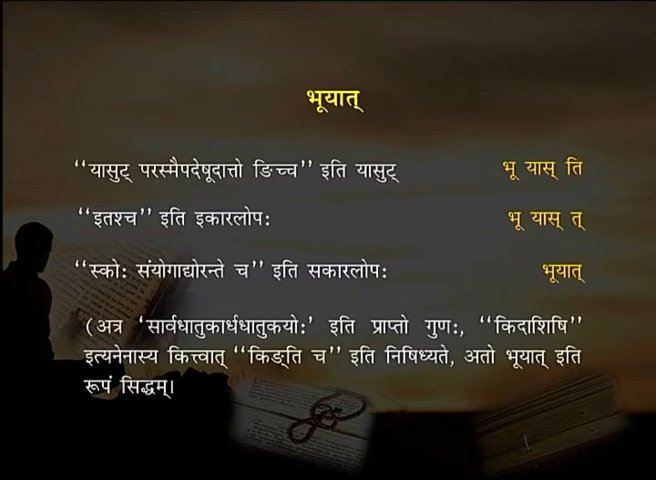 भूयात्
“यासुट् परस्मैपदेषूदात्तो ङिच्च” इति यासुट् भू यास् ति
“इतश्च” इति इकारलोपः भू यास् त्
“स्कोः संयोगाद्योरन्ते च” इति सकारलोपः भूयात्
(अत्र ‘सार्वधातुकार्धधातुकयोः’ इति प्राप्तो गुणः, “किदाशिषि”
इत्यनेनास्य कित्त्वात् “किङ्ति च” इति निषिध्यते, अतो भूयात् इति
रूपं सिद्धम्।